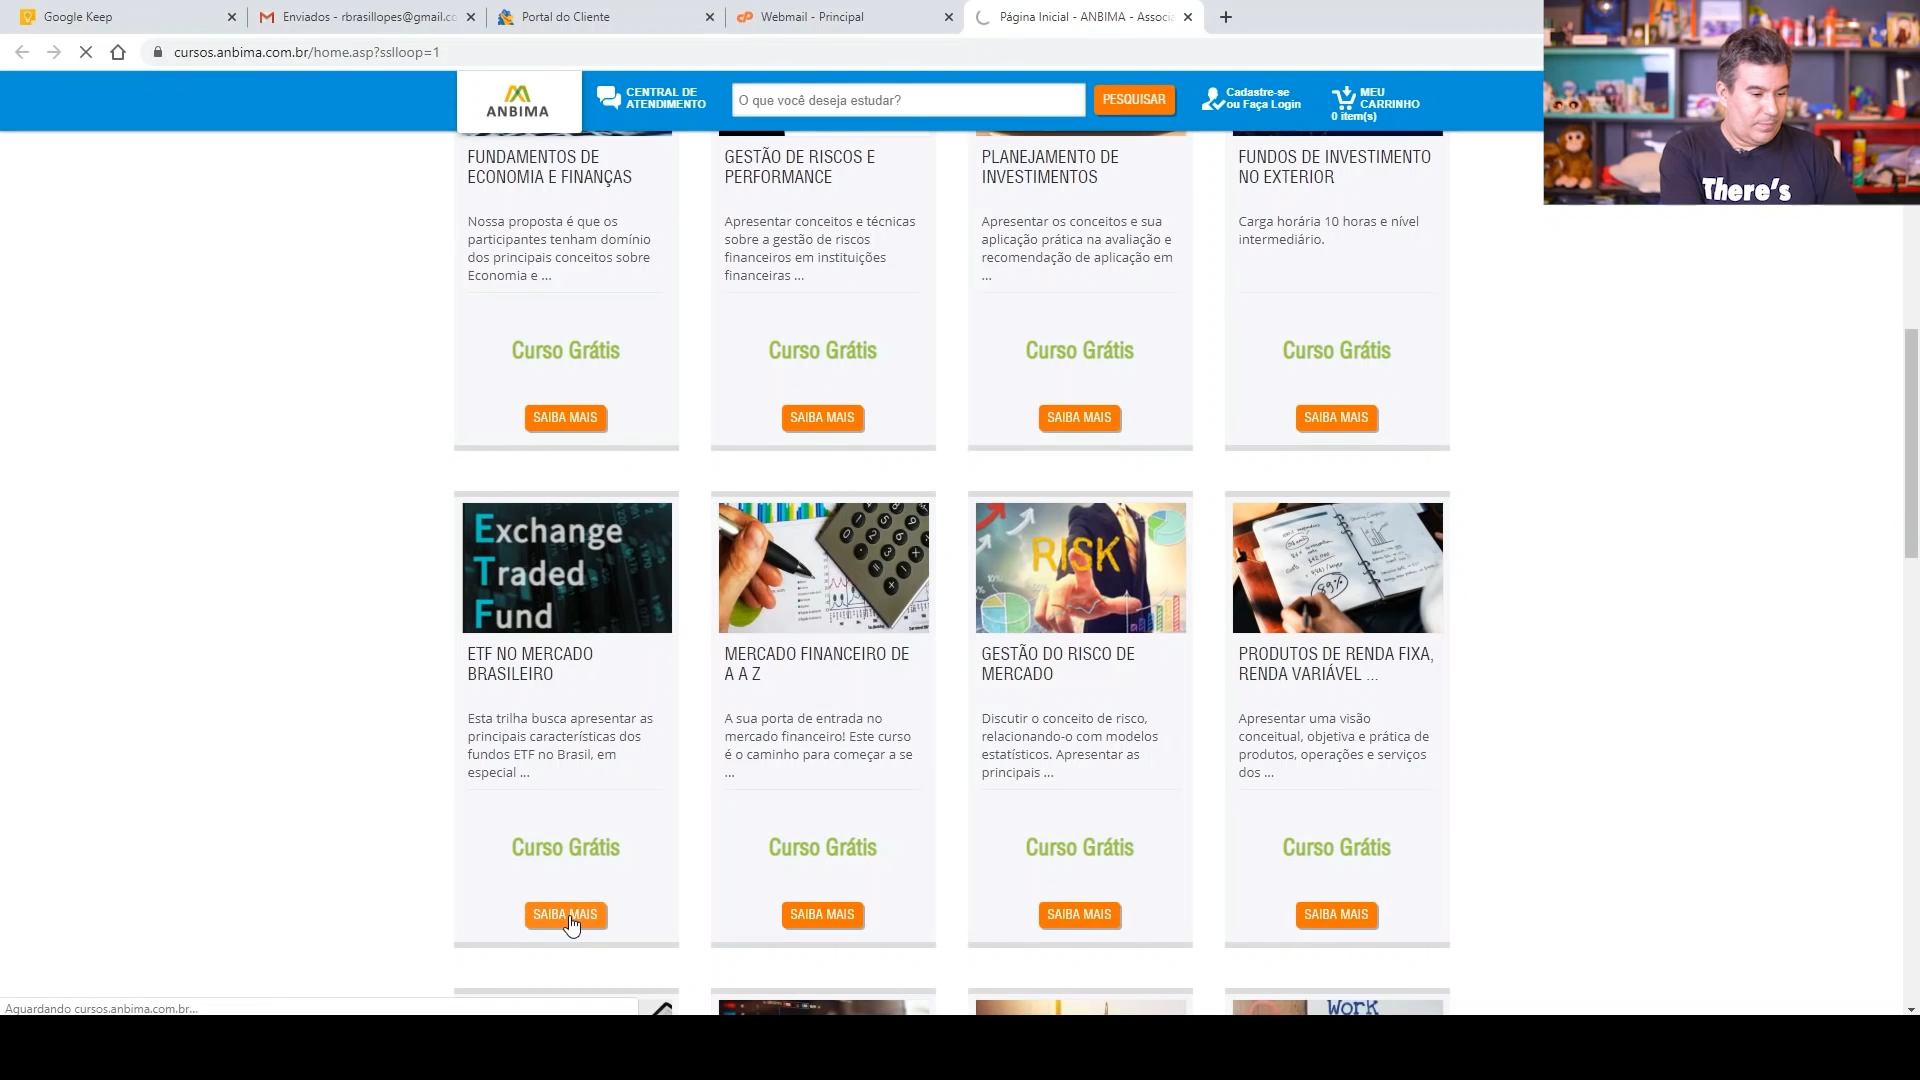 Google Keep
Enviados - rbrasillopes@gmail.co
Portal do Cliente
Webmail - Principal
Página Inicial - ANBIMA - Associa
cursos.anbima.com.br/home.asp?sslloop=1
ANBIMA
CENTRAL DE
ATENDIMENTO
O que você deseja estudar?
PESQUISAR
Cadastre-se
ou Faça Login
MEU
CARRINHO
0 item(s)
There's
FUNDAMENTOS DE
ECONOMIA E FINANÇAS
Nossa proposta é que os
participantes tenham domínio
dos principais conceitos sobre
Economia e ...
Curso Grátis
SAIBA MAIS
GESTÃO DE RISCOS E
PERFORMANCE
Apresentar conceitos e técnicas
sobre a gestão de riscos
financeiros em instituições
financeiras ...
Curso Grátis
SAIBA MAIS
PLANEJAMENTO DE
INVESTIMENTOS
Apresentar os conceitos e sua
aplicação prática na avaliação e
recomendação de aplicação em
...
Curso Grátis
SAIBA MAIS
FUNDOS DE INVESTIMENTO
NO EXTERIOR
Carga horária 10 horas e nível
intermediário.
Curso Grátis
SAIBA MAIS
Exchange
Traded
Fund
ETF NO MERCADO
BRASILEIRO
Esta trilha busca apresentar as
principais características dos
fundos ETF no Brasil, em
especial ...
Curso Grátis
SAIBA MAIS
MERCADO FINANCEIRO DE
A A Z
A sua porta de entrada no
mercado financeiro! Este curso
é o caminho para começar a se
...
Curso Grátis
SAIBA MAIS
RISK
GESTÃO DO RISCO DE
MERCADO
Discutir o conceito de risco,
relacionando-o com modelos
estatísticos. Apresentar as
principais ...
Curso Grátis
SAIBA MAIS
89%
PRODUTOS DE RENDA FIXA,
RENDA VARIÁVEL ...
Apresentar uma visão
conceitual, objetiva e prática de
produtos, operações e serviços
dos ...
Curso Grátis
SAIBA MAIS
Work
Aguardando cursos.anbima.com.br...